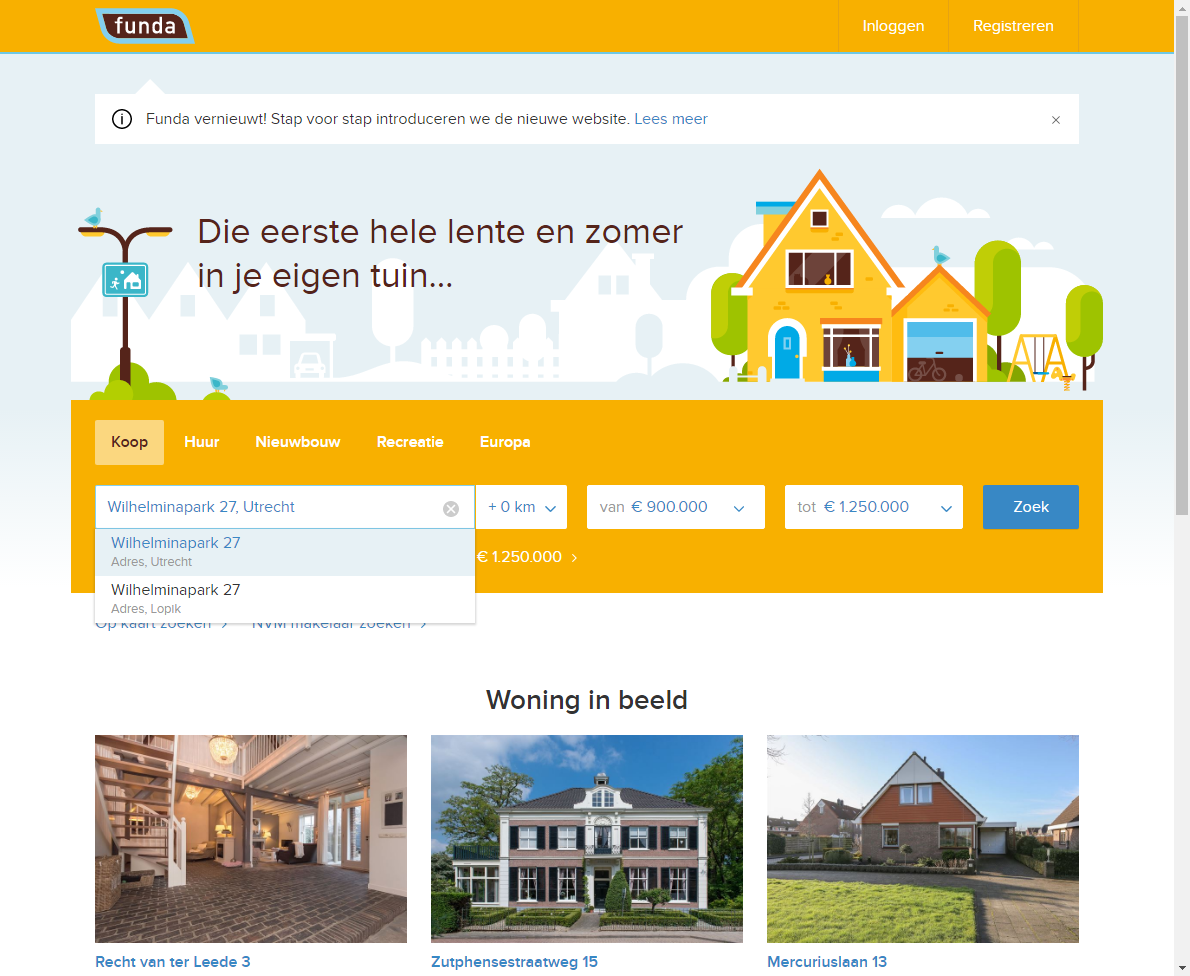 funda
Inloggen
Registreren
Funda vernieuwt! Stap voor stap introduceren we de nieuwe website. Lees meer
Die eerste hele lente en zomer
in je eigen tuin...
Koop
Huur
Nieuwbouw
Recreatie
Europa
Wilhelminapark 27, Utrecht
+ 0 km
van € 900.000
tot € 1.250.000
Zoek
Wilhelminapark 27
Adres, Utrecht
€ 1.250.000
Wilhelminapark 27
Adres, Lopik
Op kaart zoeken
NVM makelaar zoeken
Woning in beeld
Recht van ter Leede 3
Zutphensestraatweg 15
Mercuriuslaan 13